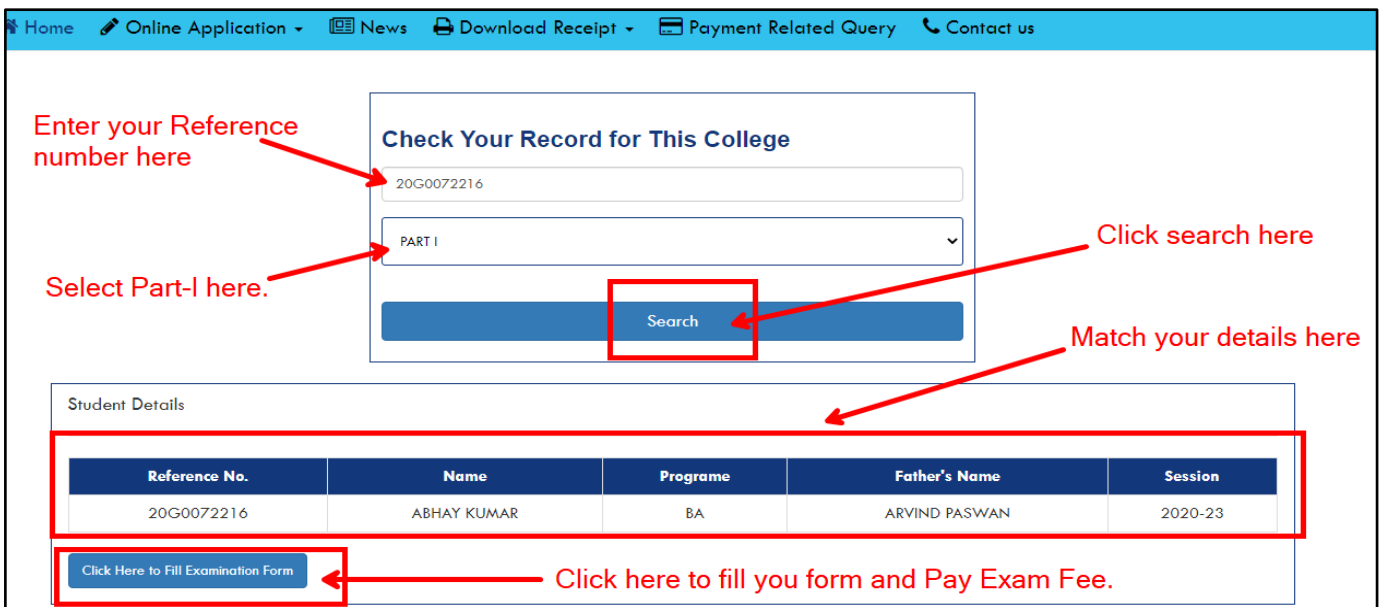 Home Online Application News Download Receipt Payment Related Query Contact us
Enter your Reference
number here
Check Your Record for This College
20G0072216
PART I
Click search here
Select Part-I here.
Search
Match your details here
Student Details
Reference No. Name Programe Father's Name Session
20G0072216 ABHAY KUMAR BA ARVIND PASWAN 2020-23
Click Here to Fill Examination Form
Click here to fill you form and Pay Exam Fee.